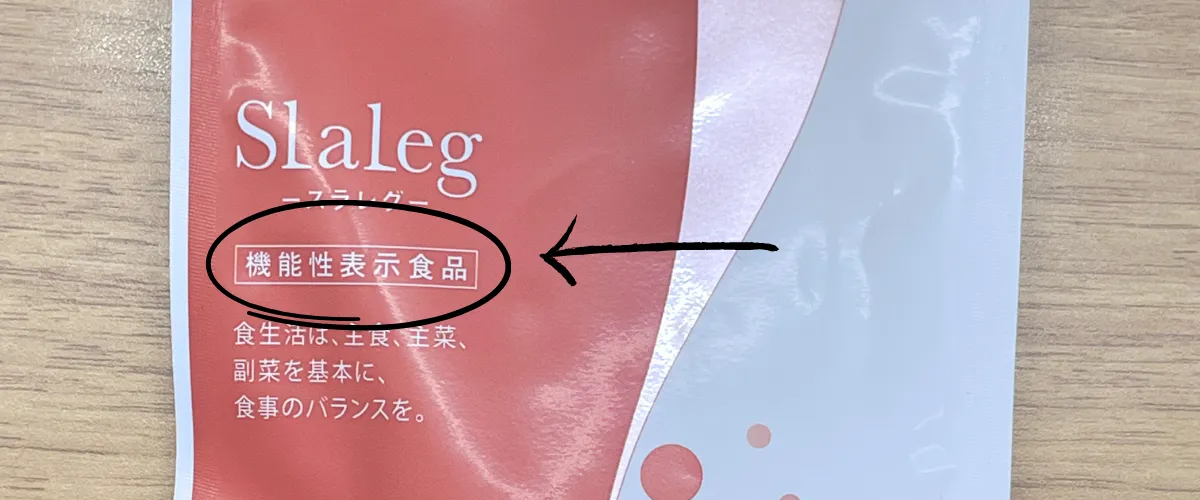 Slaleg
ースラレグー
機能性表示食品
食生活は、主食、主菜、
副菜を基本に、
食事のバランスを。